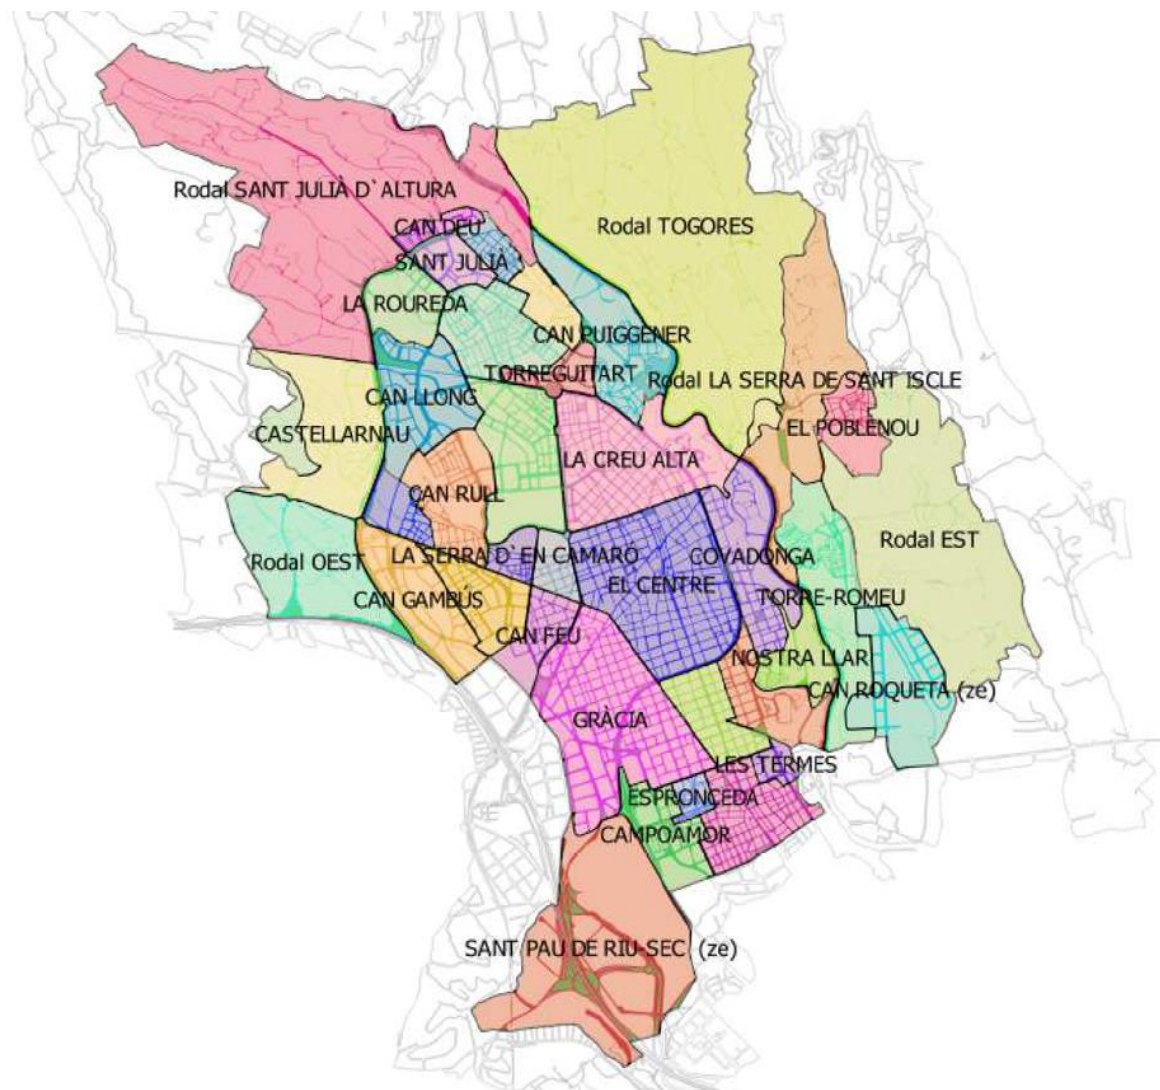 Rodal SANT JULIÀ D`ALTURA
Rodal TOGORES
CAN DEU
SANT JULIÀ
LA ROUREDA
CAN PUIGGENER
TORREGUITART
Rodal LA SERRA DE SANT ISCLE
CAN LLONG
EL POBLENOU
CASTELLARNAU
LA CREU ALTA
CAN RULL
Rodal EST
LA SERRA D`EN CAMARÓ
COVADONGA
Rodal OEST
EL CENTRE
CAN GAMBÚS
TORRE-ROMEU
CAN FEU
NOSTRA LLAR
CAN ROQUETA (ze)
GRÀCIA
LES TERMES
ESPRONCEDA
CAMPOAMOR
SANT PAU DE RIU-SEC (ze)